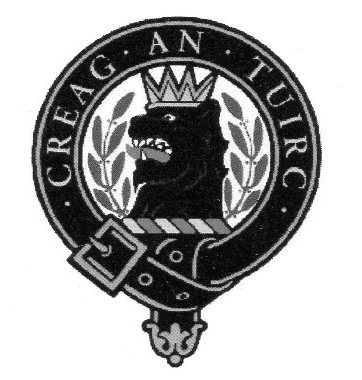 · CREAG · AN · TUIRC ·